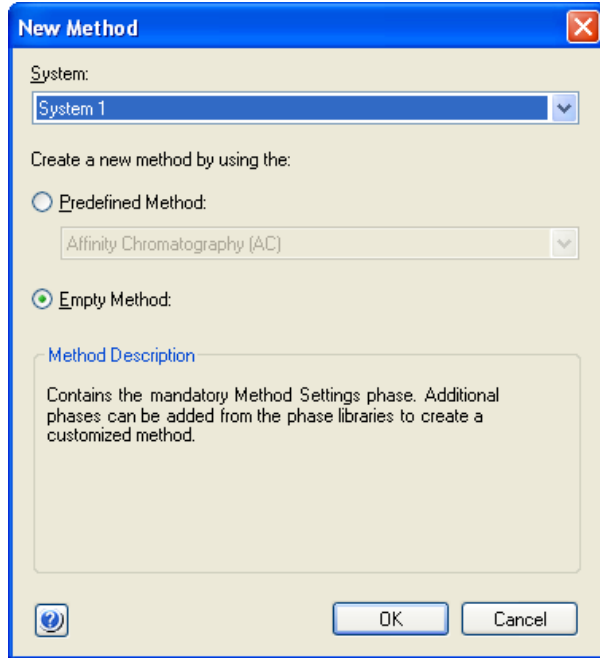 New Method
System:
System 1
Create a new method by using the:
Predefined Method:
Affinity Chromatography (AC)
Empty Method:
Method Description
Contains the mandatory Method Settings phase. Additional
phases can be added from the phase libraries to create a
customized method.
OK
Cancel